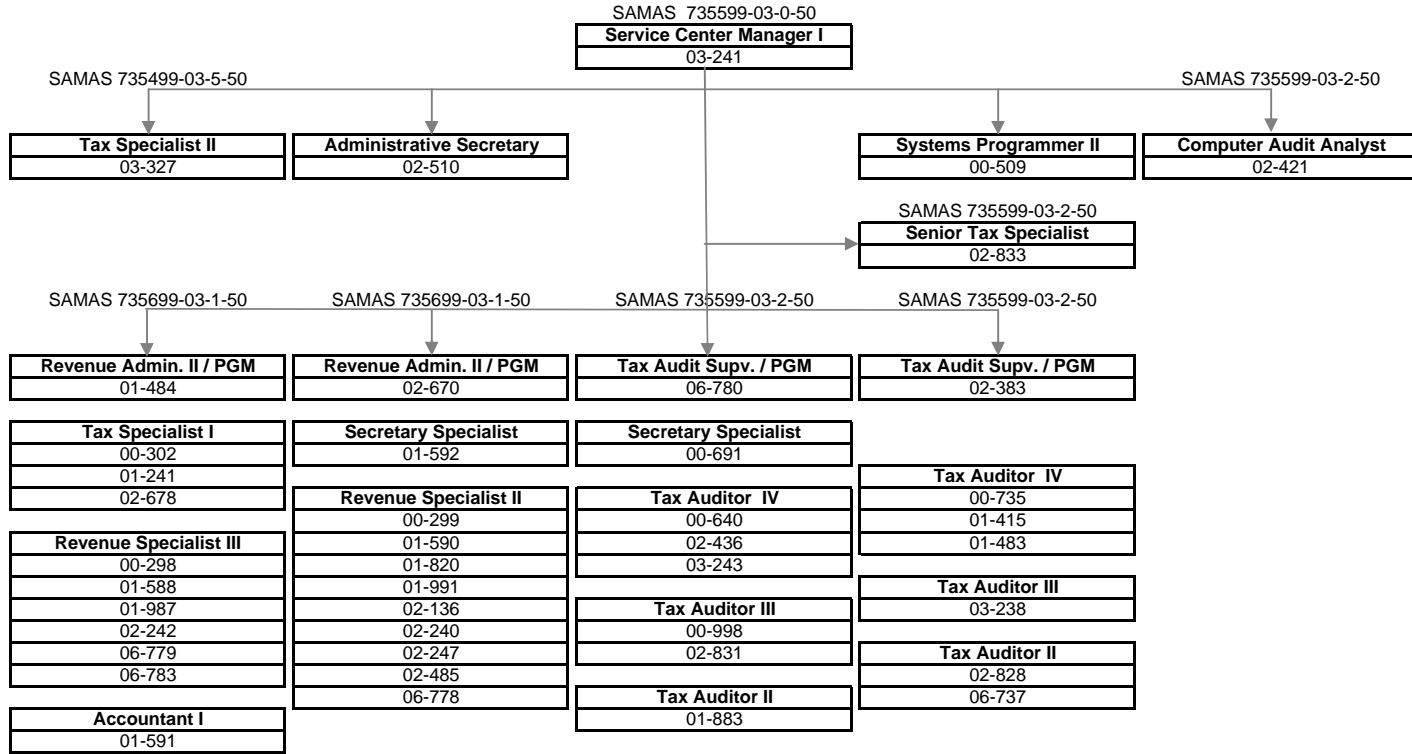 SAMAS  735599-03-0-50
Service Center Manager I
03-241
SAMAS 735499-03-5-50
SAMAS 735599-03-2-50
Tax Specialist II
03-327
Administrative Secretary
02-510
Systems Programmer II
00-509
Computer Audit Analyst
02-421
SAMAS 735599-03-2-50
Senior Tax Specialist
02-833
SAMAS 735699-03-1-50
SAMAS 735699-03-1-50
SAMAS 735599-03-2-50
SAMAS 735599-03-2-50
Revenue Admin. II / PGM
01-484
Tax Specialist I
00-302
01-241
02-678
Revenue Specialist III
00-298
01-588
01-987
02-242
06-779
06-783
Accountant I
01-591
Revenue Admin. II / PGM
02-670
Secretary Specialist
01-592
Revenue Specialist II
00-299
01-590
01-820
01-991
02-136
02-240
02-247
02-485
06-778
Tax Audit Supv. / PGM
06-780
Secretary Specialist
00-691
Tax Auditor  IV
00-640
02-436
03-243
Tax Auditor III
00-998
02-831
Tax Auditor II
01-883
Tax Audit Supv. / PGM
02-383
Tax Auditor  IV
00-735
01-415
01-483
Tax Auditor III
03-238
Tax Auditor II
02-828
06-737